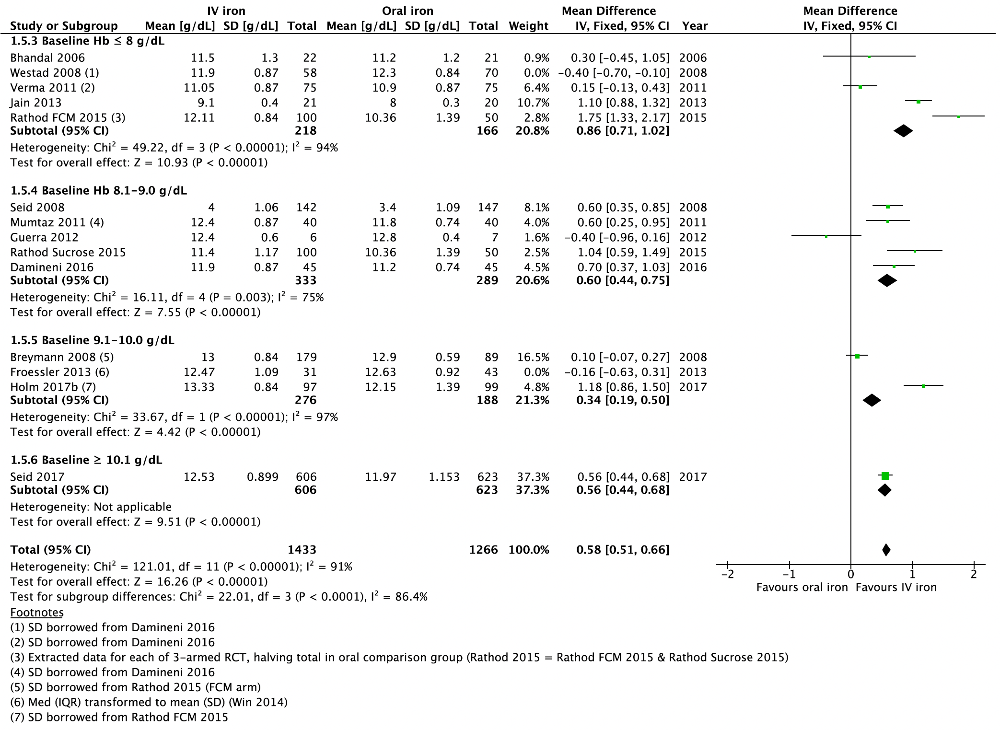 IV iron Oral iron Mean Difference Mean Difference
Study or Subgroup Mean [g/dL] SD [g/dL] Total Mean [g/dL] SD [g/dL] Total Weight IV, Fixed, 95% CI Year IV, Fixed, 95% CI
1.5.3 Baseline Hb ≤ 8 g/dL
Bhandal 2006 11.5 1.3 22 11.2 1.2 21 0.9% 0.30 [−0.45, 1.05] 2006
Westad 2008 (1) 11.9 0.87 58 12.3 0.84 70 0.0% −0.40 [−0.70, −0.10] 2008
Verma 2011 (2) 11.05 0.87 75 10.9 0.87 75 6.4% 0.15 [−0.13, 0.43] 2011
Jain 2013 9.1 0.4 21 8 0.3 20 10.7% 1.10 [0.88, 1.32] 2013
Rathod FCM 2015 (3) 12.11 0.84 100 10.36 1.39 50 2.8% 1.75 [1.33, 2.17] 2015
Subtotal (95% CI) 218 166 20.8% 0.86 [0.71, 1.02]
Heterogeneity: Chi² = 49.22, df = 3 (P < 0.00001); I² = 94%
Test for overall effect: Z = 10.93 (P < 0.00001)
1.5.4 Baseline Hb 8.1−9.0 g/dL
Seid 2008 4 1.06 142 3.4 1.09 147 8.1% 0.60 [0.35, 0.85] 2008
Mumtaz 2011 (4) 12.4 0.87 40 11.8 0.74 40 4.0% 0.60 [0.25, 0.95] 2011
Guerra 2012 12.4 0.6 6 12.8 0.4 7 1.6% −0.40 [−0.96, 0.16] 2012
Rathod Sucrose 2015 11.4 1.17 100 10.36 1.39 50 2.5% 1.04 [0.59, 1.49] 2015
Damineni 2016 11.9 0.87 45 11.2 0.74 45 4.5% 0.70 [0.37, 1.03] 2016
Subtotal (95% CI) 333 289 20.6% 0.60 [0.44, 0.75]
Heterogeneity: Chi² = 16.11, df = 4 (P = 0.003); I² = 75%
Test for overall effect: Z = 7.55 (P < 0.00001)
1.5.5 Baseline 9.1−10.0 g/dL
Breymann 2008 (5) 13 0.84 179 12.9 0.59 89 16.5% 0.10 [−0.07, 0.27] 2008
Froessler 2013 (6) 12.47 1.09 31 12.63 0.92 43 0.0% −0.16 [−0.63, 0.31] 2013
Holm 2017b (7) 13.33 0.84 97 12.15 1.39 99 4.8% 1.18 [0.86, 1.50] 2017
Subtotal (95% CI) 276 188 21.3% 0.34 [0.19, 0.50]
Heterogeneity: Chi² = 33.67, df = 1 (P < 0.00001); I² = 97%
Test for overall effect: Z = 4.42 (P < 0.00001)
1.5.6 Baseline ≥ 10.1 g/dL
Seid 2017 12.53 0.899 606 11.97 1.153 623 37.3% 0.56 [0.44, 0.68] 2017
Subtotal (95% CI) 606 623 37.3% 0.56 [0.44, 0.68]
Heterogeneity: Not applicable
Test for overall effect: Z = 9.51 (P < 0.00001)
Total (95% CI) 1433 1266 100.0% 0.58 [0.51, 0.66]
Heterogeneity: Chi² = 121.01, df = 11 (P < 0.00001); I² = 91%
Test for overall effect: Z = 16.26 (P < 0.00001)
Test for subgroup differences: Chi² = 22.01, df = 3 (P < 0.0001), I² = 86.4%
−2 −1 0 1 2
Favours oral iron Favours IV iron
Footnotes
(1) SD borrowed from Damineni 2016
(2) SD borrowed from Damineni 2016
(3) Extracted data for each of 3−armed RCT, halving total in oral comparison group (Rathod 2015 = Rathod FCM 2015 & Rathod Sucrose 2015)
(4) SD borrowed from Damineni 2016
(5) SD borrowed from Rathod 2015 (FCM arm)
(6) Med (IQR) transformed to mean (SD) (Win 2014)
(7) SD borrowed from Rathod FCM 2015